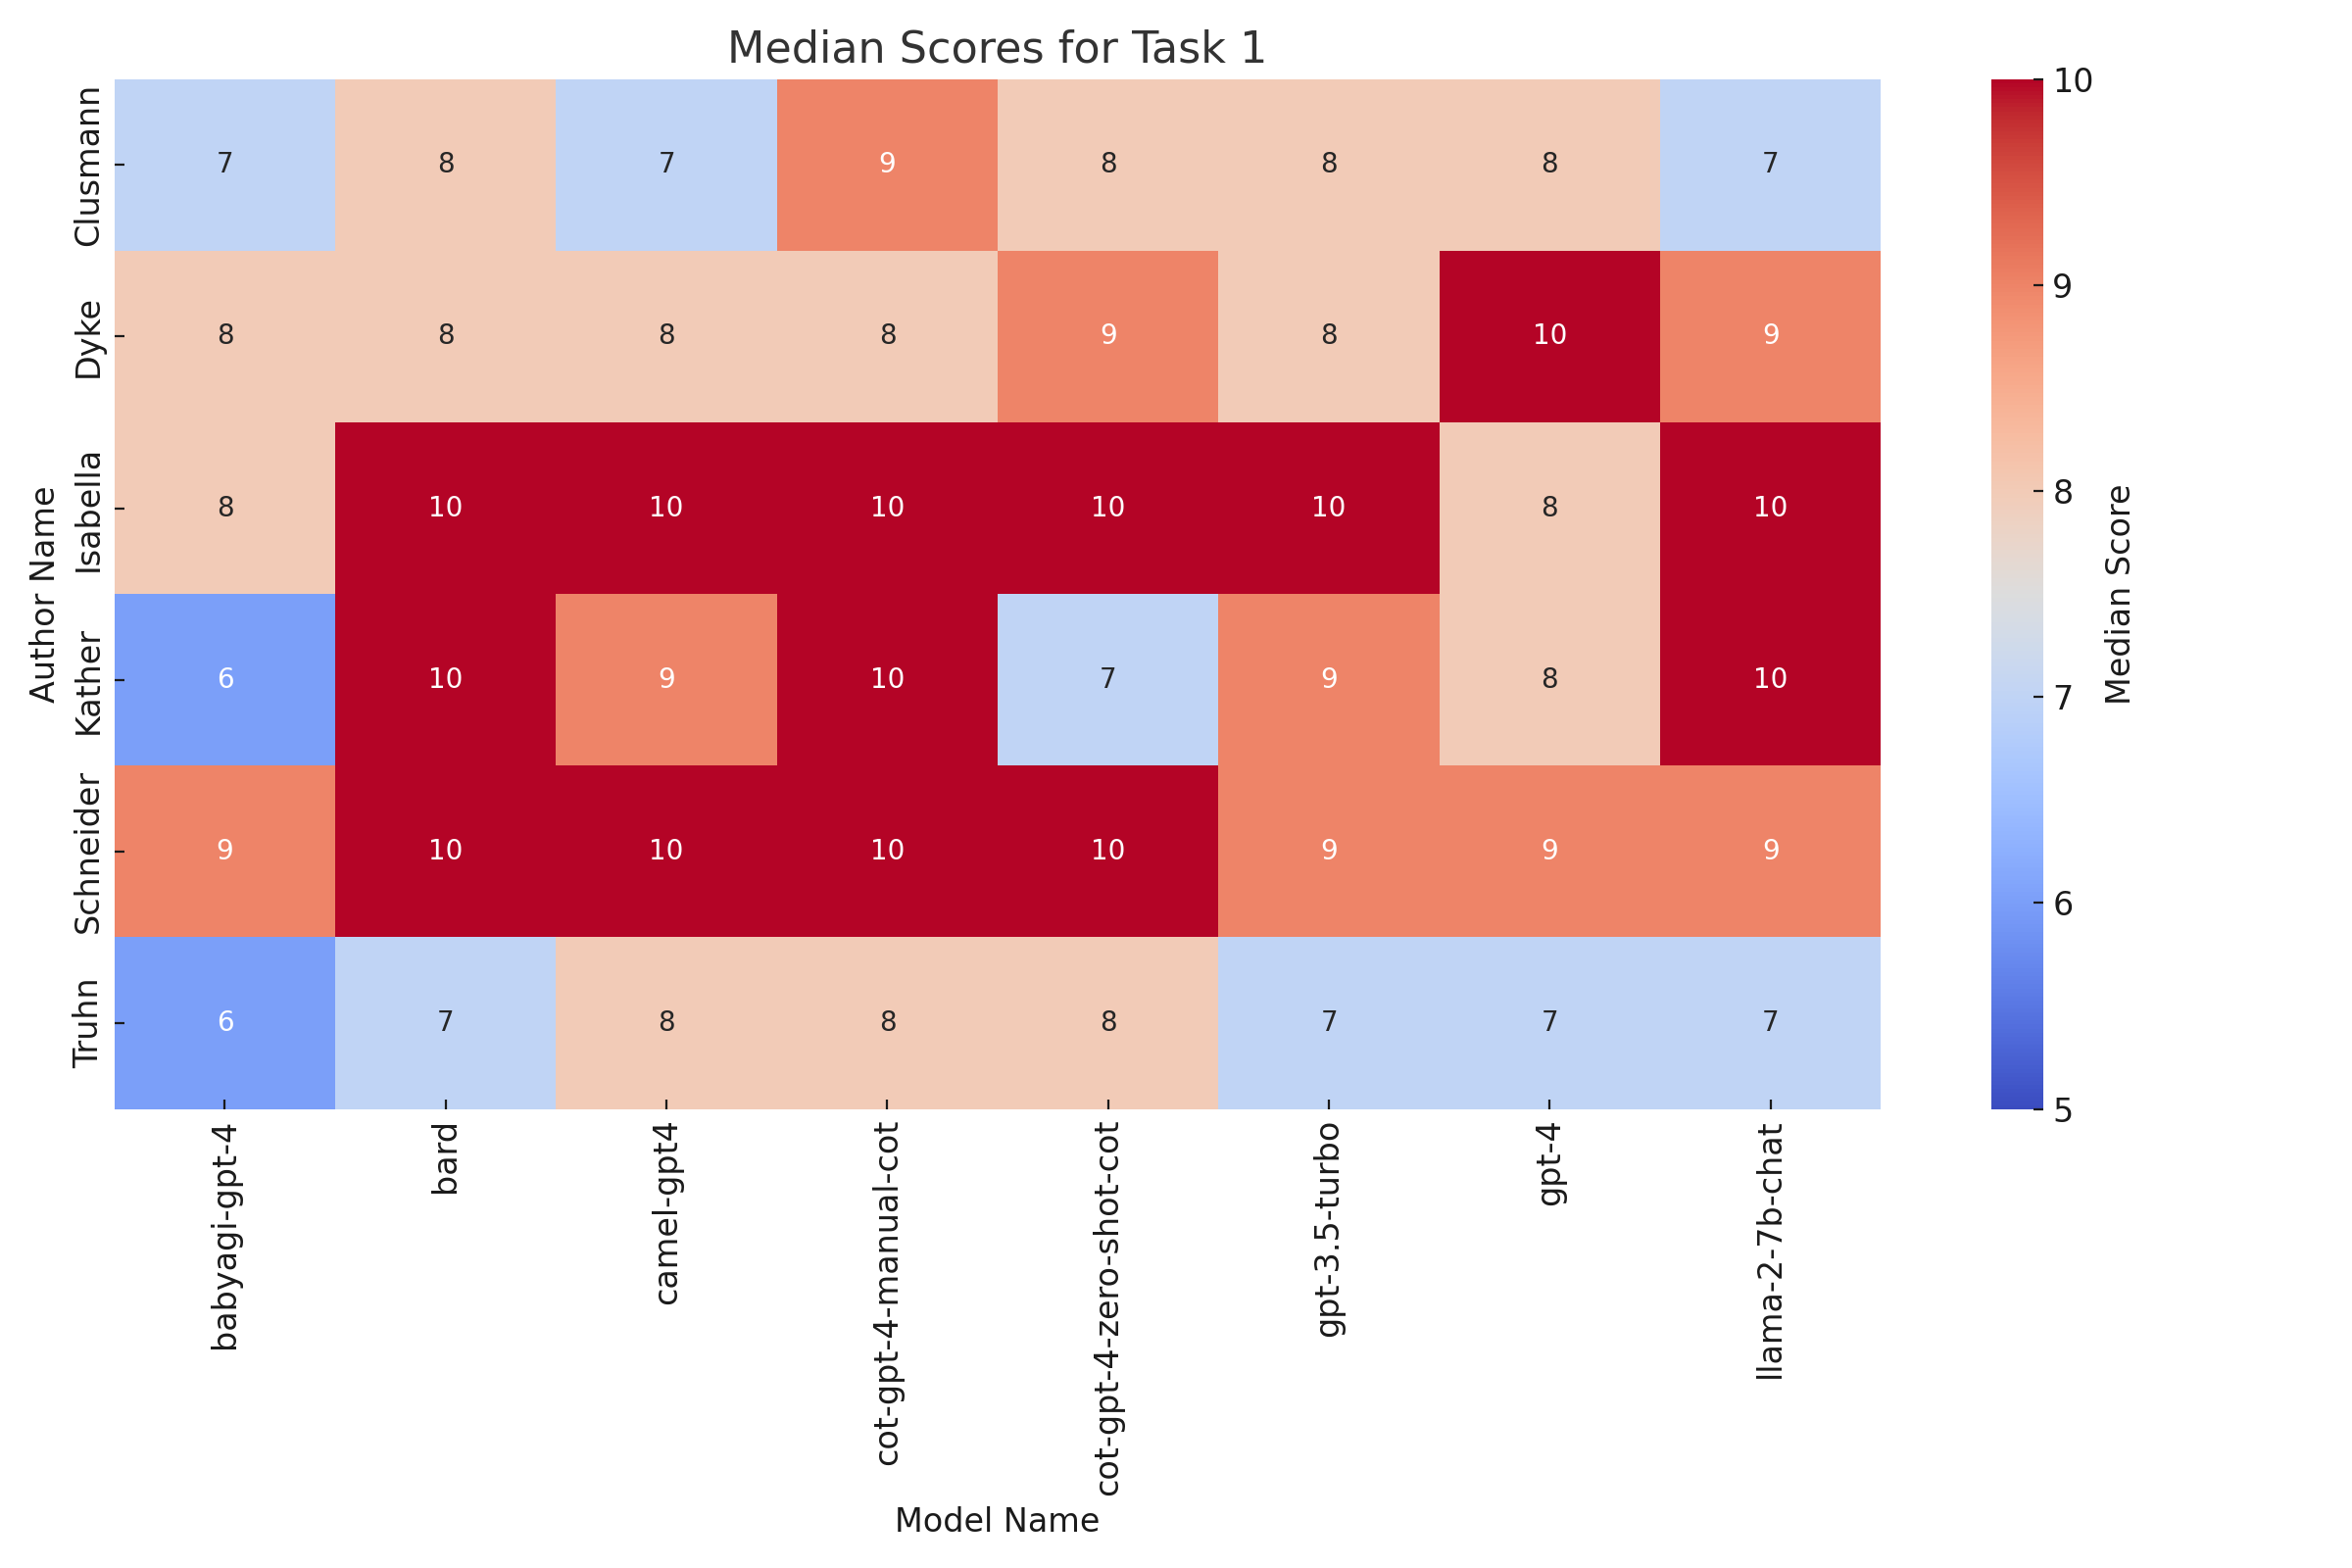 Median Scores for Task 1
Author Name
Clusmann
7 8 7 9 8 8 8 7
Dyke
8 8 8 8 9 8 10 9
Isabella
8 10 10 10 10 10 8 10
Kather
6 10 9 10 7 9 8 10
Schneider
9 10 10 10 10 9 9 9
Truhn
6 7 8 8 8 7 7 7
babyagi-gpt-4
bard
camel-gpt4
cot-gpt-4-manual-cot
cot-gpt-4-zero-shot-cot
gpt-3.5-turbo
gpt-4
llama-2-7b-chat
Model Name
10
9
8
7
6
5
Median Score